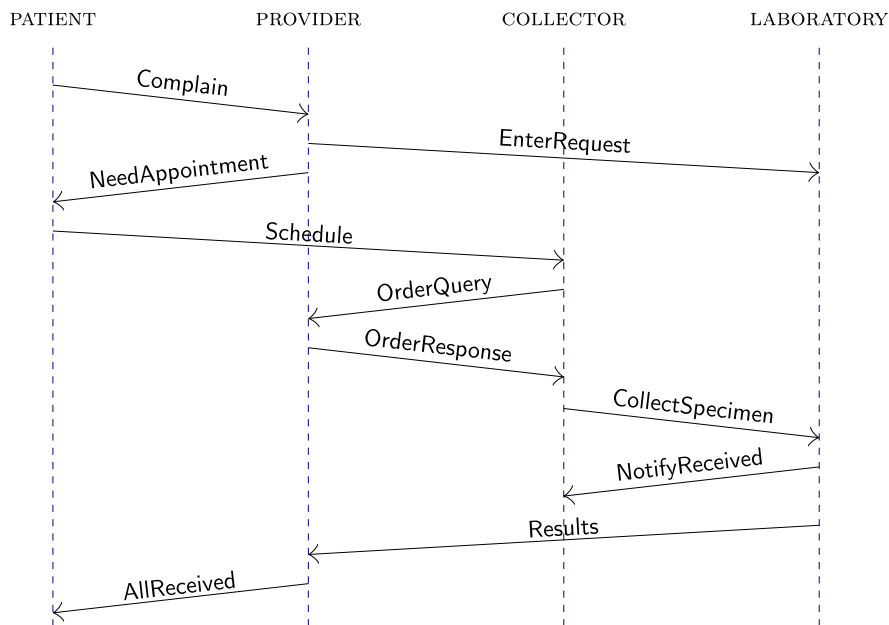 PATIENT PROVIDER COLLECTOR LABORATORY
Complain
EnterRequest
NeedAppointment
Schedule
OrderQuery
OrderResponse
CollectSpecimen
NotifyReceived
Results
AllReceived